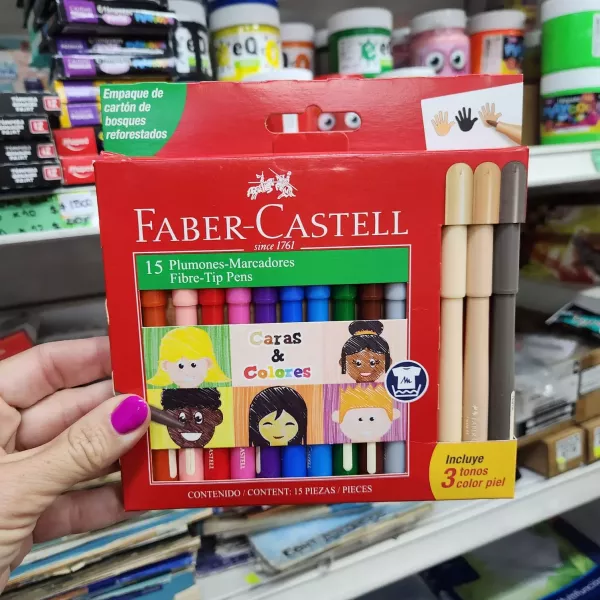 Empaque de
cartón de
bosques
reforestados
FABER-CASTELL
since 1761
15 Plumones-Marcadores
Fibre-Tip Pens
Caras
&
Colores
CASTELL
CONTENIDO / CONTENT: 15 PIEZAS / PIECES
Incluye
3 tonos
color piel